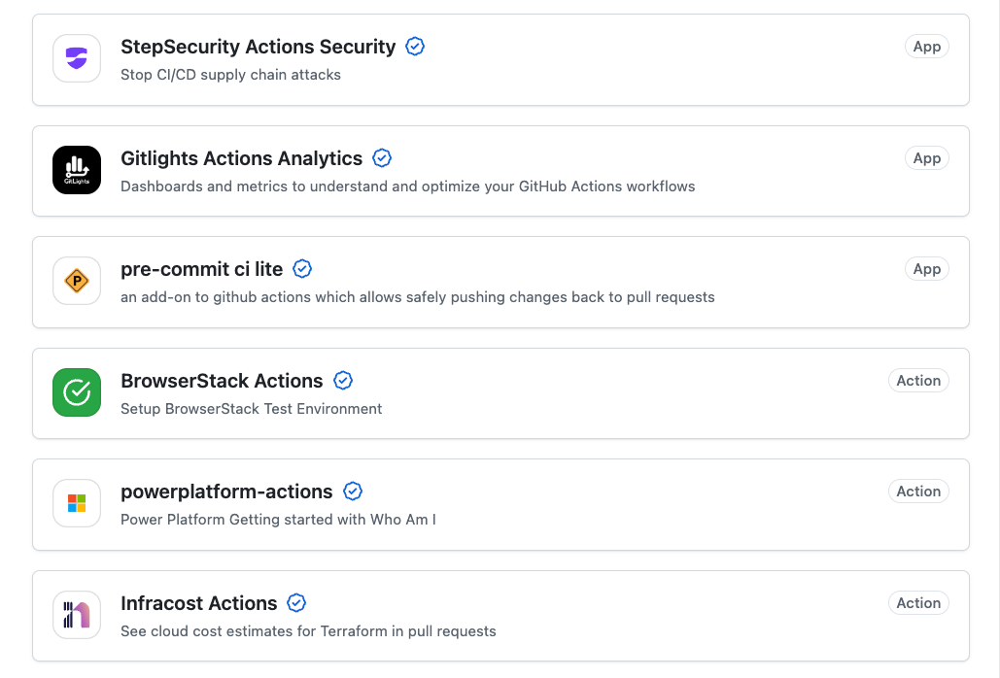 StepSecurity Actions Security
App
Stop CI/CD supply chain attacks
Gitlights Actions Analytics
App
GitLights
Dashboards and metrics to understand and optimize your GitHub Actions workflows
pre-commit ci lite
App
P
an add-on to github actions which allows safely pushing changes back to pull requests
BrowserStack Actions
Action
Setup BrowserStack Test Environment
powerplatform-actions
Action
Power Platform Getting started with Who Am I
Infracost Actions
Action
See cloud cost estimates for Terraform in pull requests